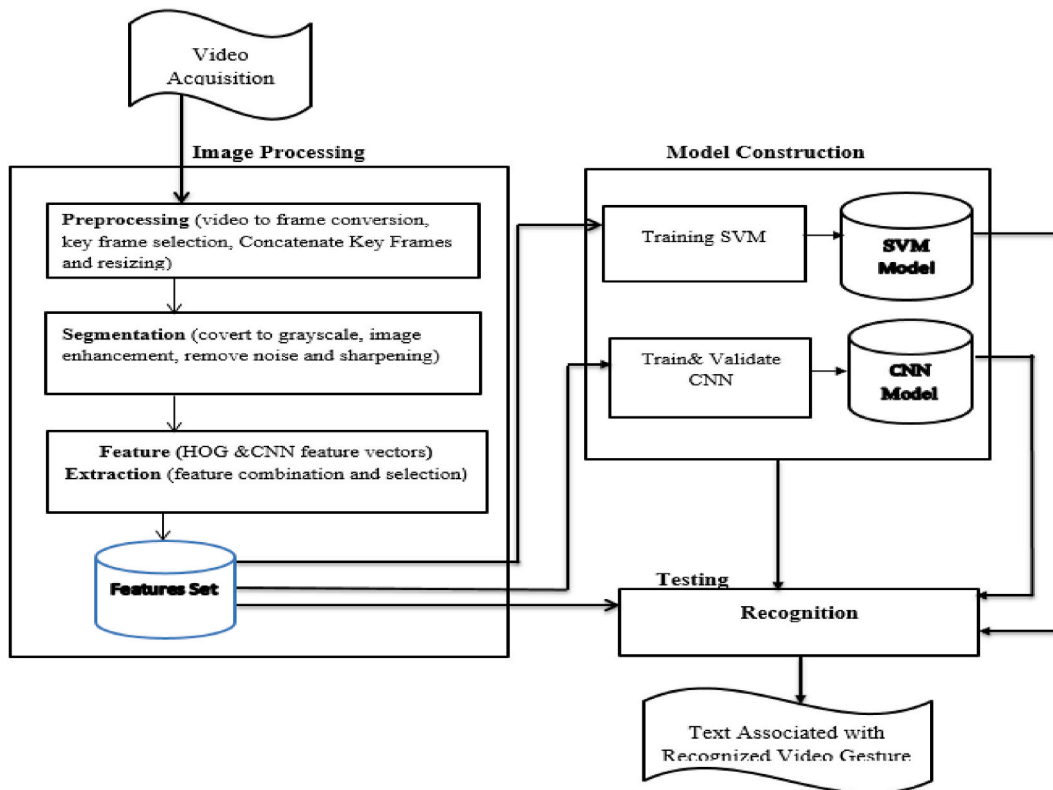 Video
Acquisition
Image Processing
Preprocessing (video to frame conversion,
key frame selection, Concatenate Key Frames
and resizing)
Segmentation (covert to grayscale, image
enhancement, remove noise and sharpening)
Feature (HOG &CNN feature vectors)
Extraction (feature combination and selection)
Features Set
Model Construction
Training SVM
SVM
Model
Train& Validate
CNN
CNN
Model
Testing
Recognition
Text Associated with
Recognized Video Gesture